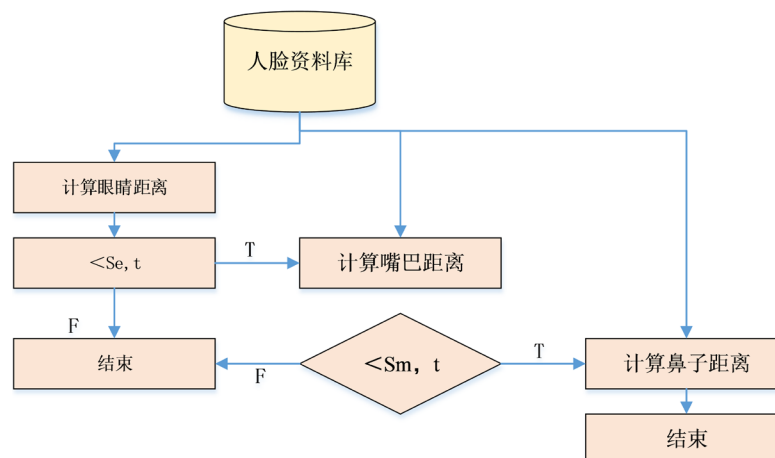 人脸资料库
计算眼睛距离
＜Se,t
T
计算嘴巴距离
F
结束
F
＜Sm，t
T
计算鼻子距离
结束